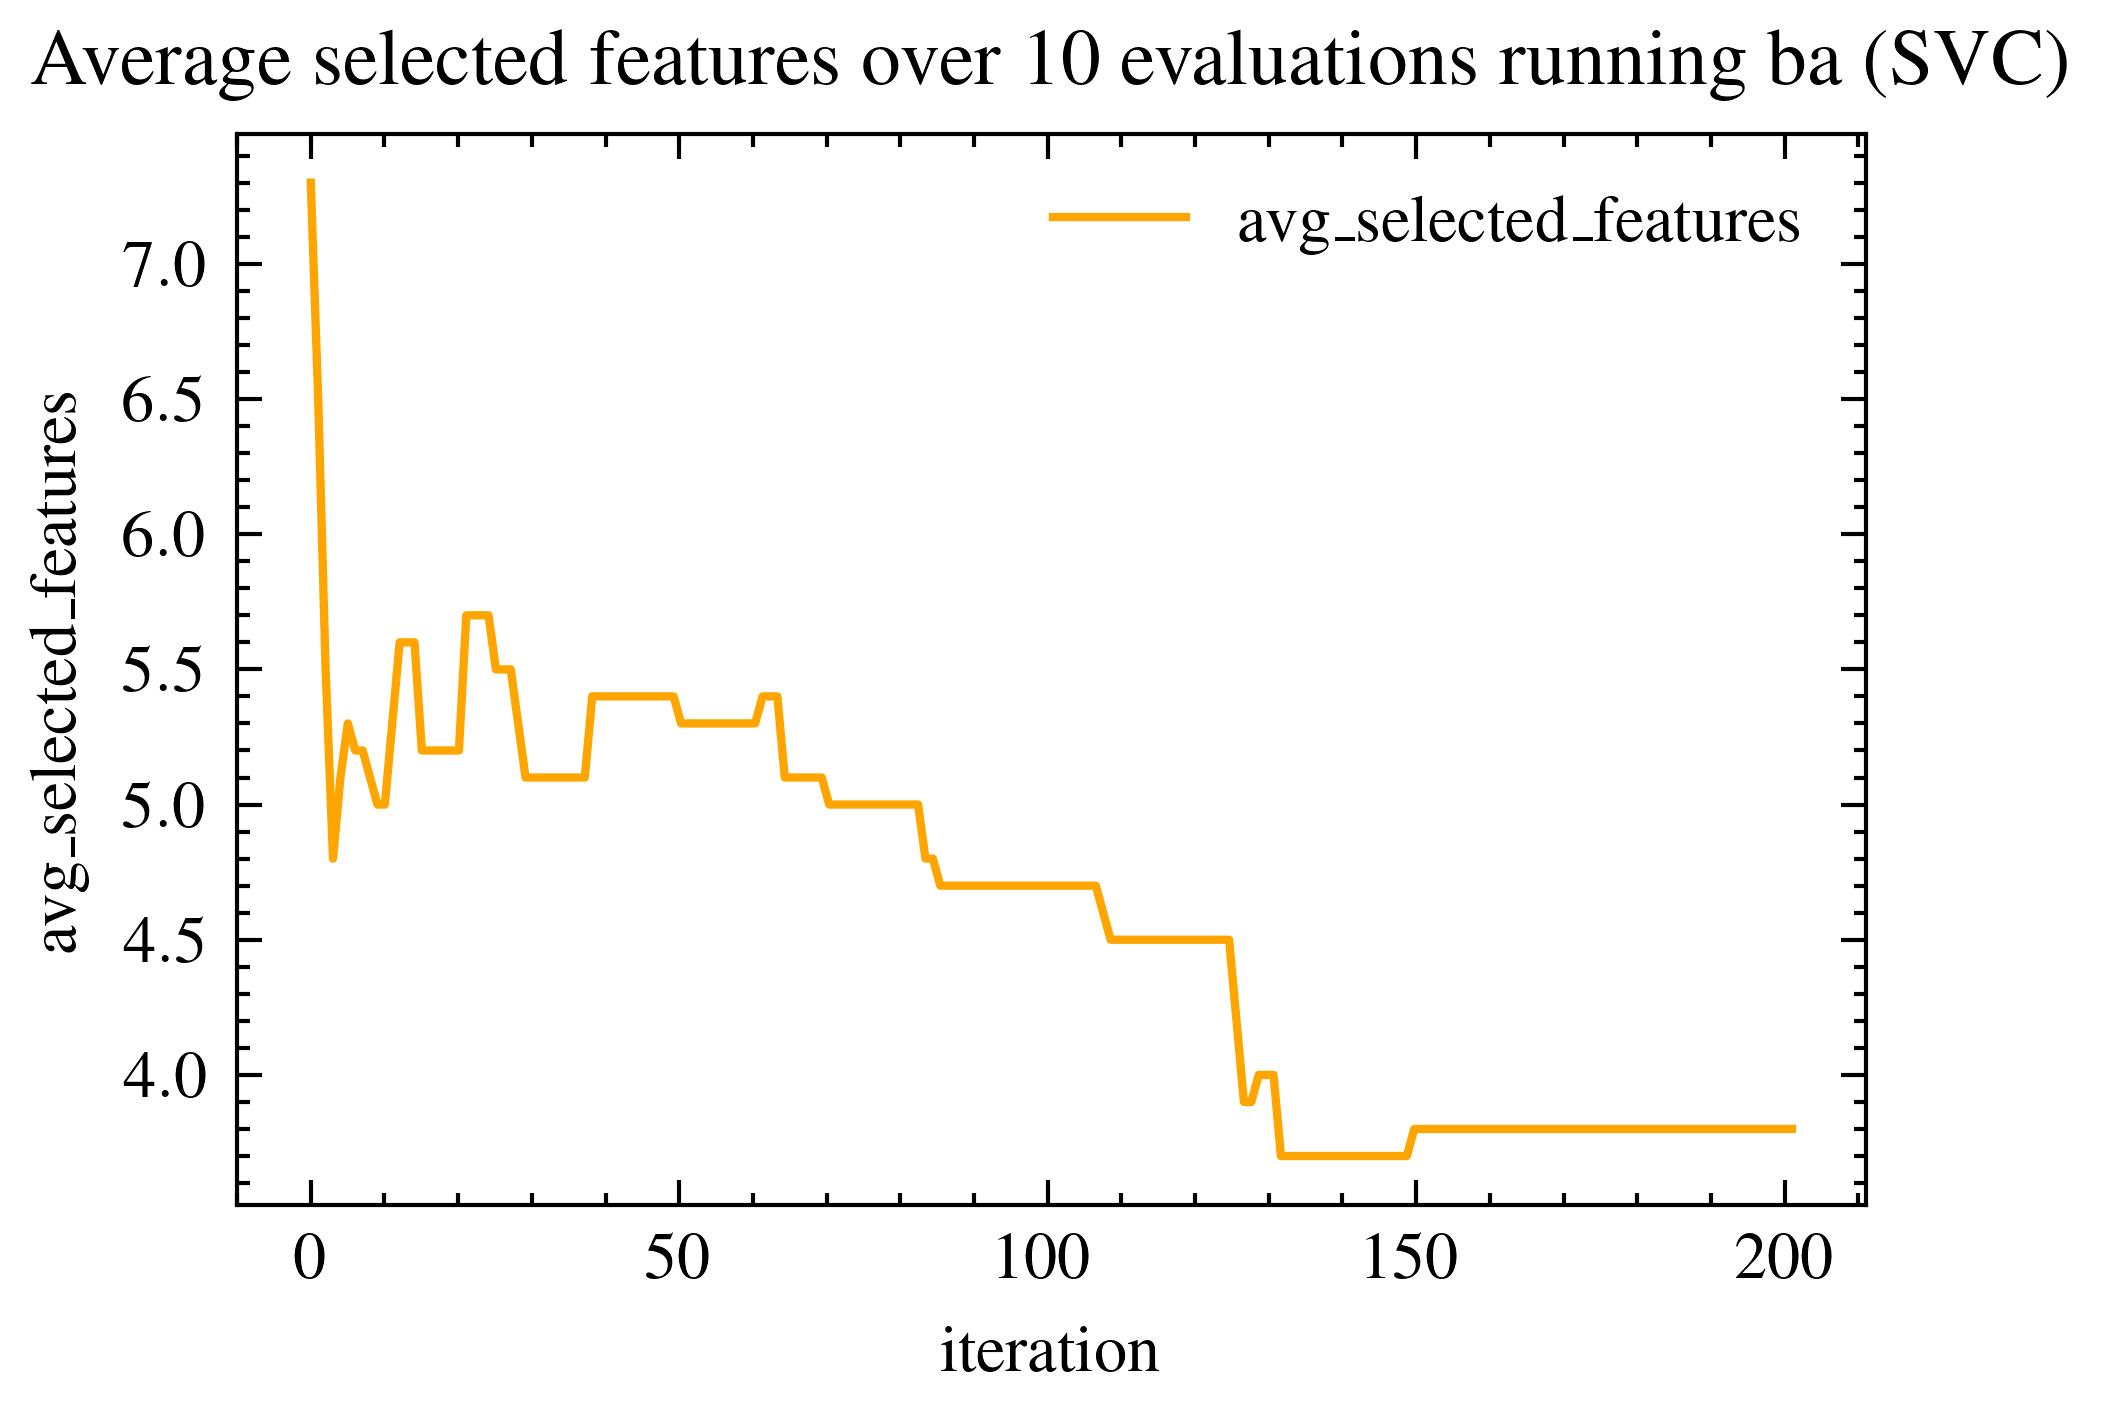 Average selected features over 10 evaluations running ba (SVC)
avg_selected_features
7.0
6.5
6.0
5.5
5.0
4.5
4.0
avg_selected_features
0 50 100 150 200
iteration